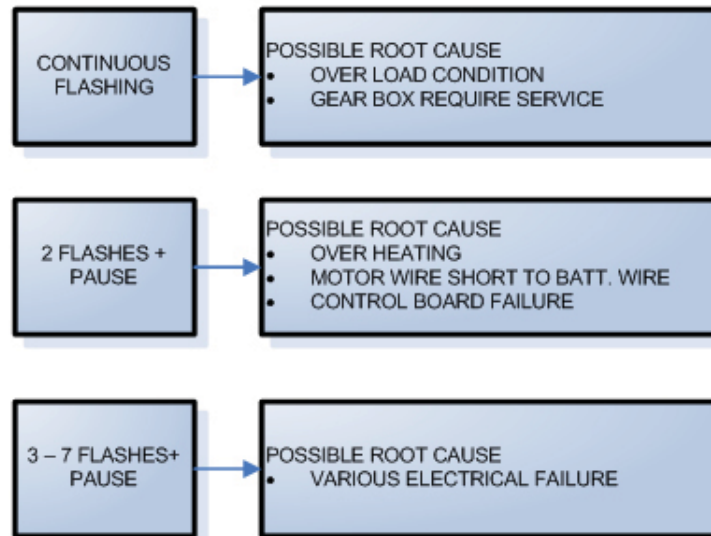 CONTINUOUS
FLASHING
POSSIBLE ROOT CAUSE
• OVER LOAD CONDITION
• GEAR BOX REQUIRE SERVICE
2 FLASHES +
PAUSE
POSSIBLE ROOT CAUSE
• OVER HEATING
• MOTOR WIRE SHORT TO BATT. WIRE
• CONTROL BOARD FAILURE
3 – 7 FLASHES+
PAUSE
POSSIBLE ROOT CAUSE
• VARIOUS ELECTRICAL FAILURE